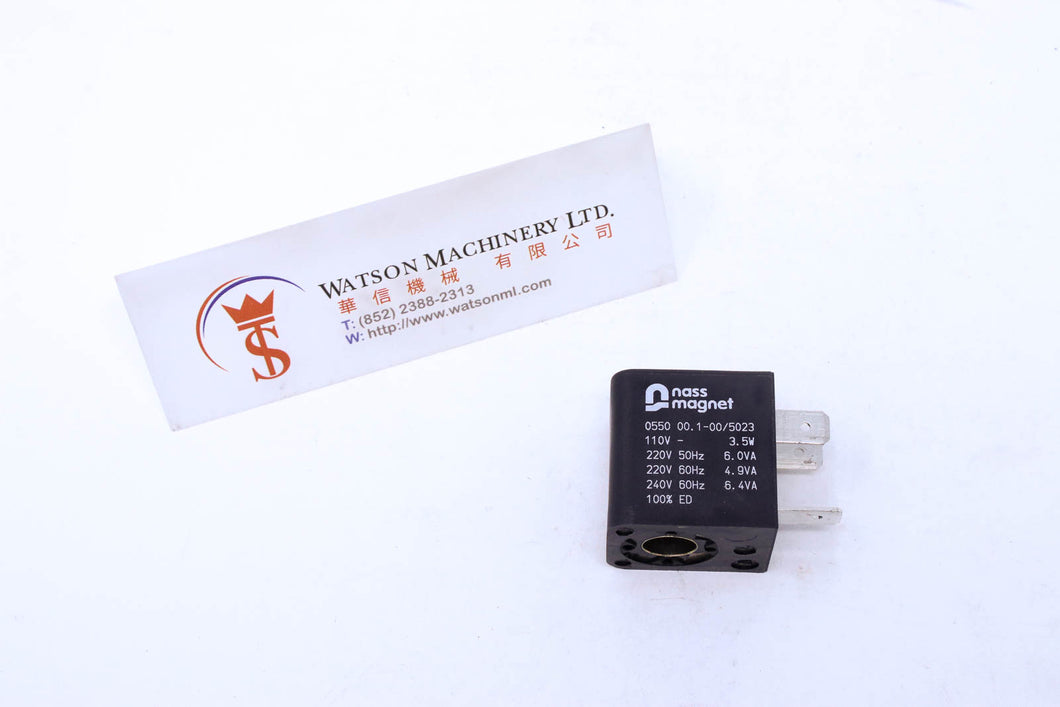 WATSON MACHINERY LTD.
華信機械 有限公司
T: (852) 2388-2313
W: http://www.watsonml.com
TS
nass
magnet
0550 00.1-00/5023
110V - 3.5W
220V 50Hz 6.0VA
220V 60Hz 4.9VA
240V 60Hz 6.4VA
100% ED